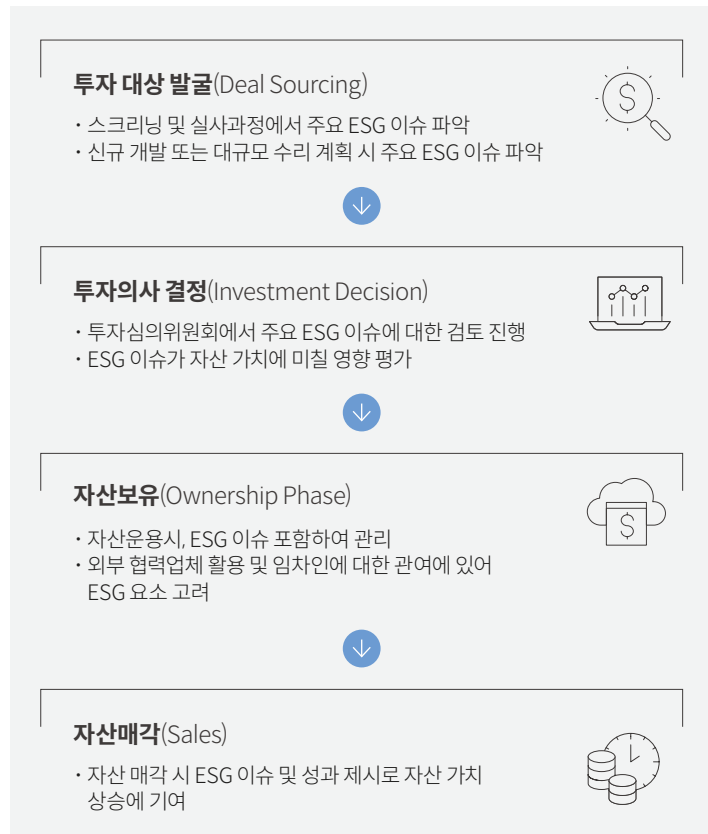 투자 대상 발굴(Deal Sourcing)
· 스크리닝 및 실사과정에서 주요 ESG 이슈 파악
· 신규 개발 또는 대규모 수리 계획 시 주요 ESG 이슈 파악
투자의사 결정(Investment Decision)
· 투자심의위원회에서 주요 ESG 이슈에 대한 검토 진행
· ESG 이슈가 자산 가치에 미칠 영향 평가
자산보유(Ownership Phase)
· 자산운용시, ESG 이슈 포함하여 관리
· 외부 협력업체 활용 및 임차인에 대한 관여에 있어
ESG 요소 고려
자산매각(Sales)
· 자산 매각 시 ESG 이슈 및 성과 제시로 자산 가치
상승에 기여